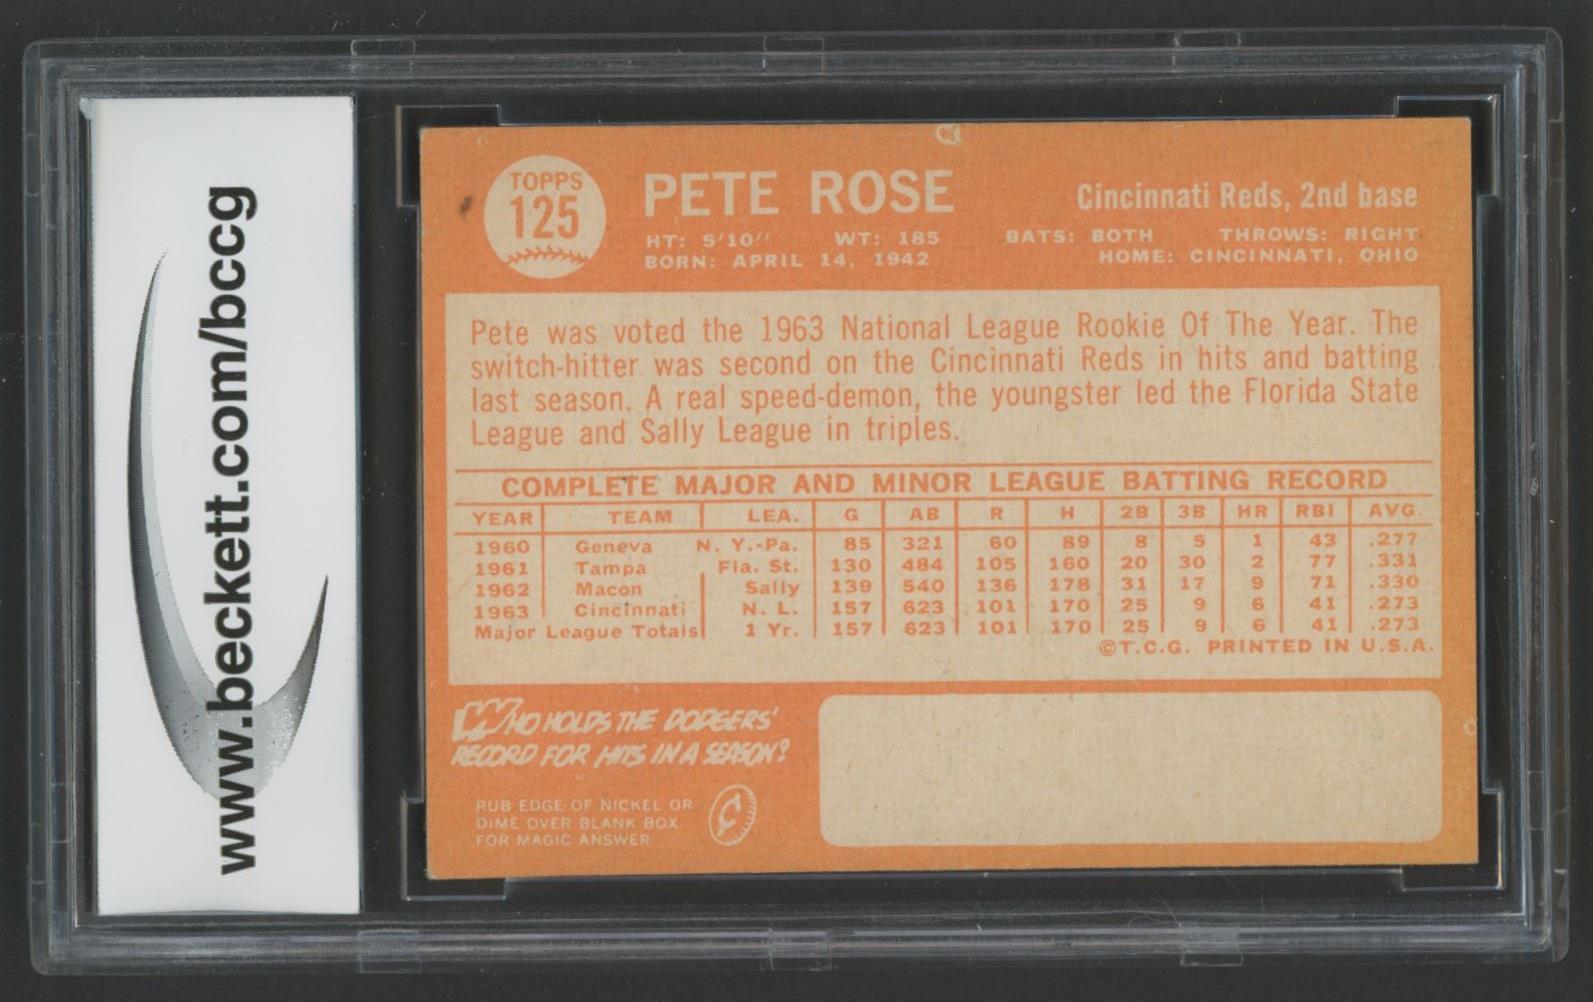 www.beckett.com/bccg
TOPPS
125
PETE ROSE
Cincinnati Reds, 2nd base
HT: 5'10" WT: 185 BATS: BOTH THROWS: RIGHT
BORN: APRIL 14, 1942 HOME: CINCINNATI, OHIO
Pete was voted the 1963 National League Rookie Of The Year. The
switch-hitter was second on the Cincinnati Reds in hits and batting
last season. A real speed-demon, the youngster led the Florida State
League and Sally League in triples.
COMPLETE MAJOR AND MINOR LEAGUE BATTING RECORD
YEAR TEAM LEA. G AB R H 2B 3B HR RBI AVG.
1960 Geneva N. Y.-Pa. 85 321 60 89 8 5 1 43 .277
1961 Tampa Fla. St. 130 484 105 160 20 30 2 77 .331
1962 Macon Sally 139 540 136 178 31 17 9 71 .330
1963 Cincinnati N. L. 157 623 101 170 25 9 6 41 .273
Major League Totals 1 Yr. 157 623 101 170 25 9 6 41 .273
©T.C.G. PRINTED IN U.S.A.
WHO HOLDS THE DODGERS'
RECORD FOR HITS IN A SEASON?
RUB EDGE OF NICKEL OR
DIME OVER BLANK BOX
FOR MAGIC ANSWER